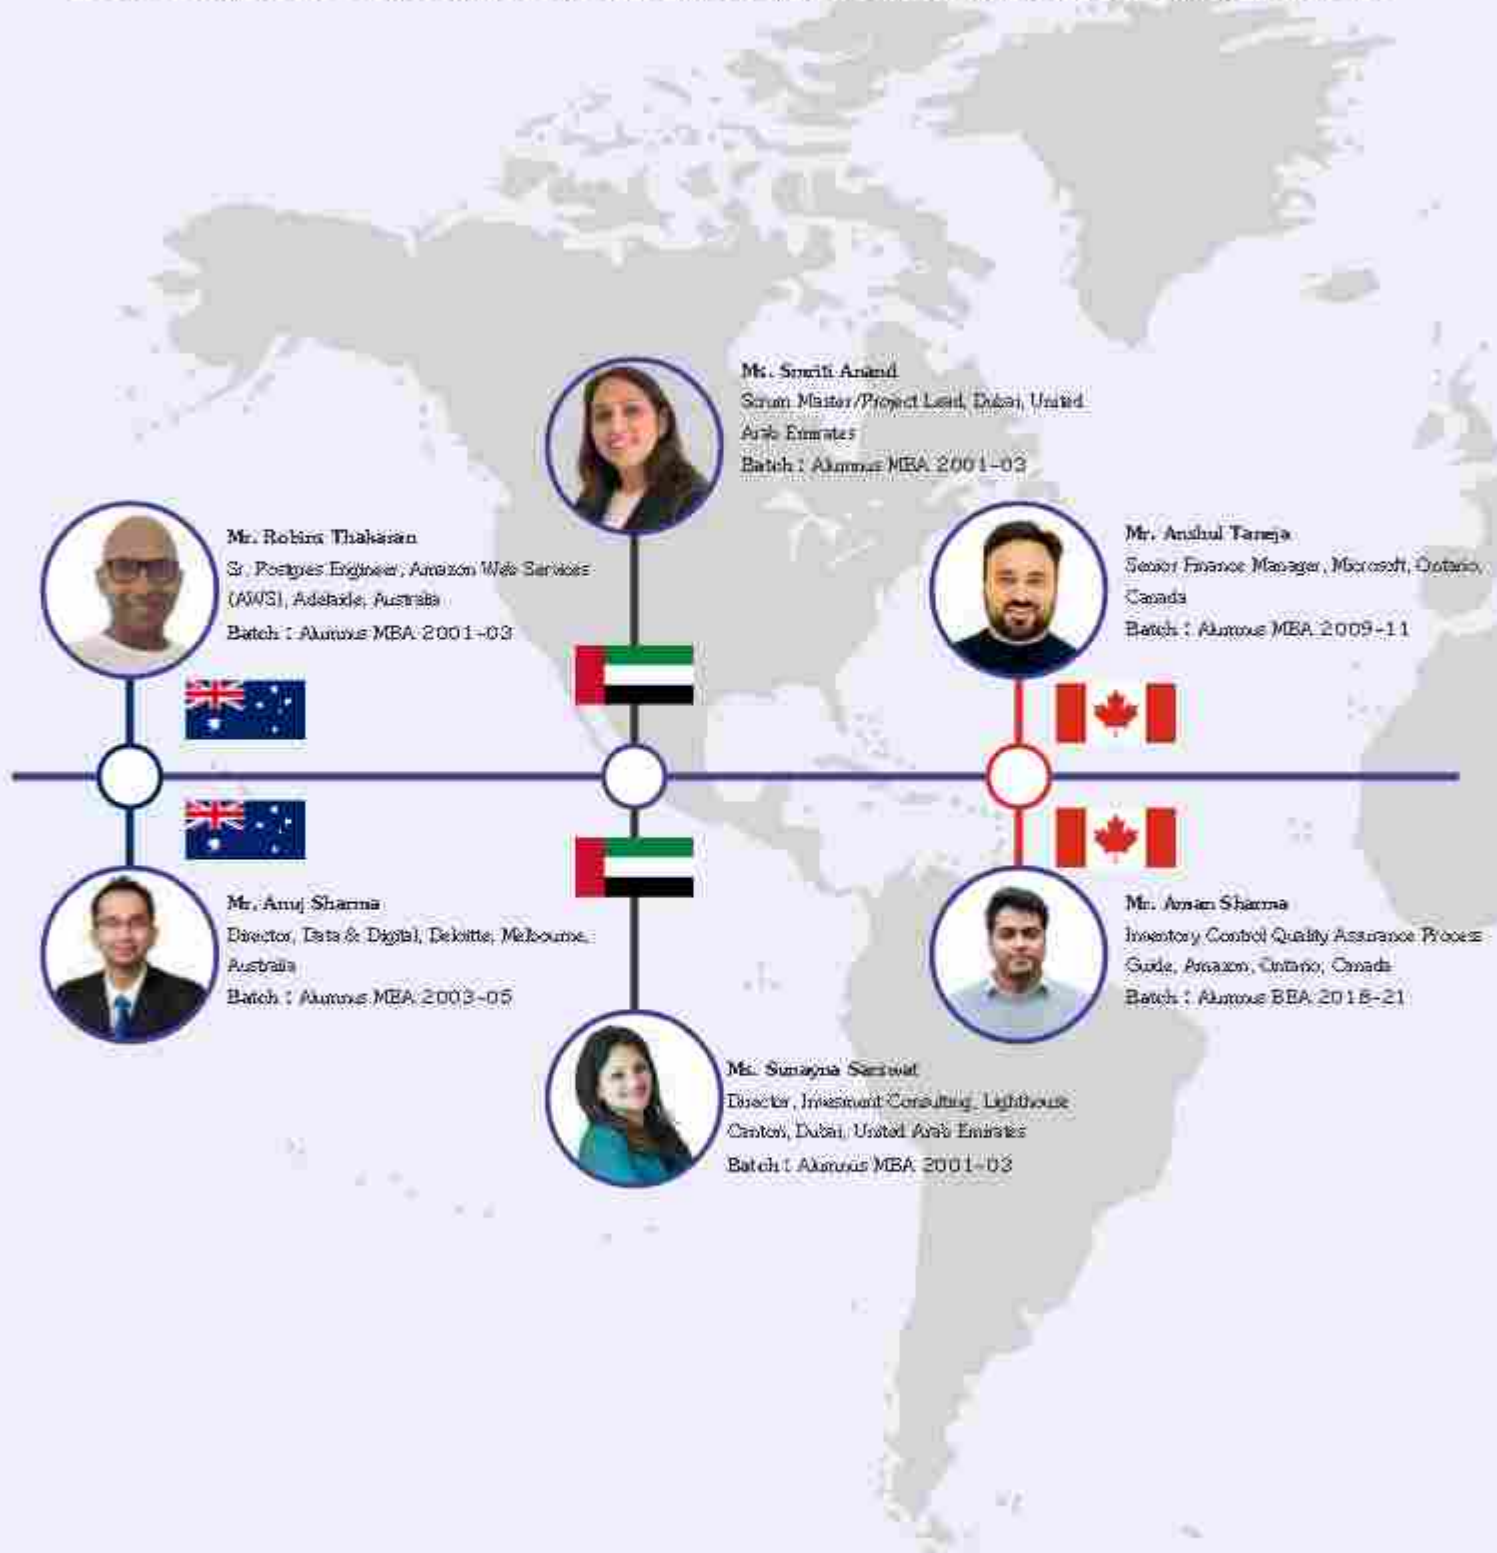 Ms. Smriti Anand
Scrum Master/Project Lead, Dubai, United
Arab Emirates
Batch : Alumnus MBA 2001-03
Mr. Robins Thakaran
Sr. Postgres Engineer, Amazon Web Services
(AWS), Adelaide, Australia
Batch : Alumnus MBA 2001-03
Mr. Anshul Taneja
Senior Finance Manager, Microsoft, Ontario,
Canada
Batch : Alumnus MBA 2009-11
Mr. Anuj Sharma
Director, Data & Digital, Deloitte, Melbourne,
Australia
Batch : Alumnus MBA 2003-05
Mr. Aman Sharma
Inventory Control Quality Assurance Process
Guide, Amazon, Ontario, Canada
Batch : Alumnus BBA 2018-21
Ms. Sunayna Sarswat
Director, Invesment Consulting, Lighthouse
Canton, Dubai, United Arab Emirates
Batch : Alumnus MBA 2001-03